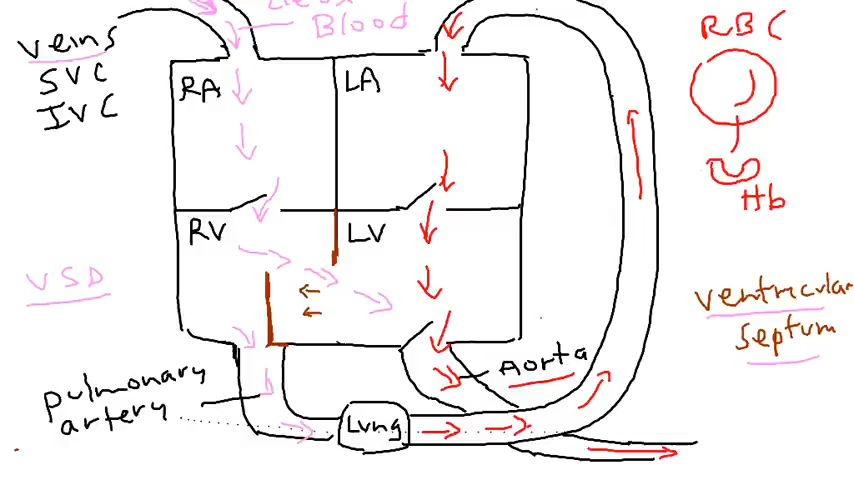 Blood
veins
SVC
IVC
RA
LA
RBC
Hb
RV
LV
VSD
ventricular
septum
Aorta
pulmonary
artery
Lung